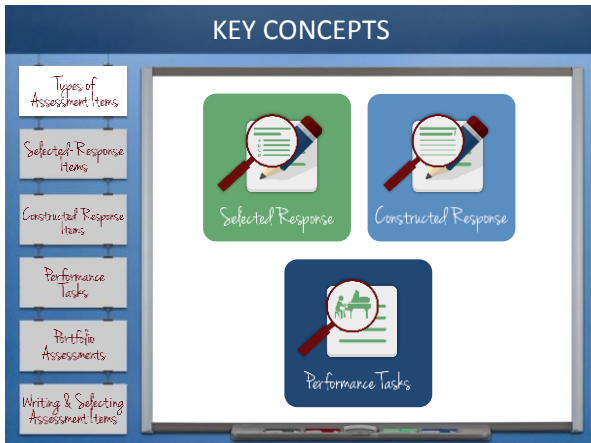 KEY CONCEPTS
Types of
Assessment Items
Selected-Response
Items
Constructed Response
Items
Performance
Tasks
Portfolio
Assessments
Writing & Selecting
Assessment Items
Selected Response
Constructed Response
Performance Tasks